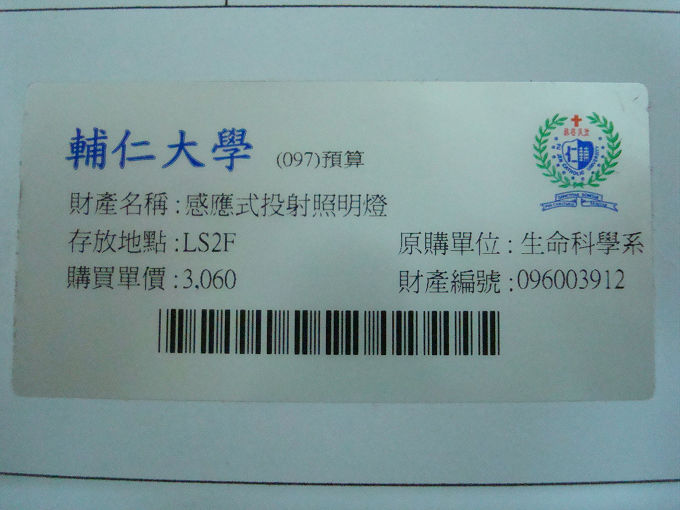 輔仁大學 (097)預算
財產名稱:感應式投射照明燈
存放地點:LS2F 原購單位:生命科學系
購買單價:3,060 財產編號:096003912